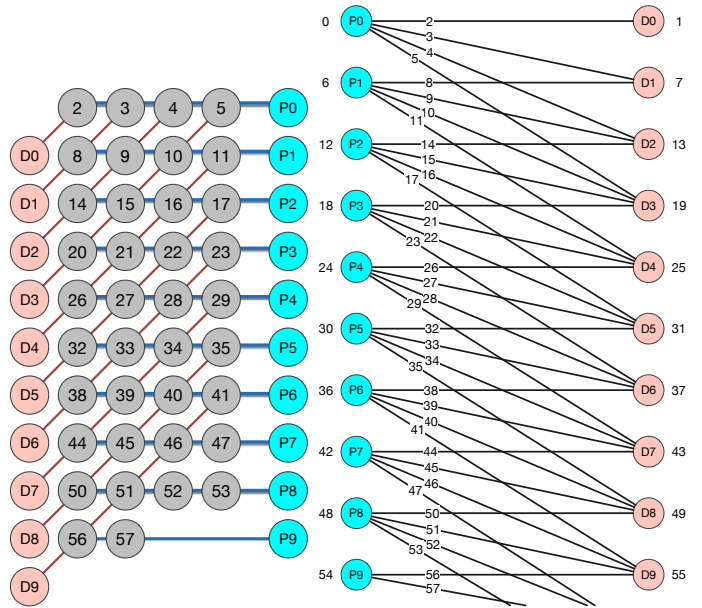 2 3 4 5 P0
D0
8 9 10 11 P1
D1
14 15 16 17 P2
D2
20 21 22 23 P3
D3
26 27 28 29 P4
D4
32 33 34 35 P5
D5
38 39 40 41 P6
D6
44 45 46 47 P7
D7
50 51 52 53 P8
D8
56 57 P9
D9
0 P0 2 D0 1
3
4
5
6 P1 8 D1 7
9
10
11
12 P2 14 D2 13
15
16
17
18 P3 20 D3 19
21
22
23
24 P4 26 D4 25
27
28
29
30 P5 32 D5 31
33
34
35
36 P6 38 D6 37
39
40
41
42 P7 44 D7 43
45
46
47
48 P8 50 D8 49
51
52
53
54 P9 56 D9 55
57